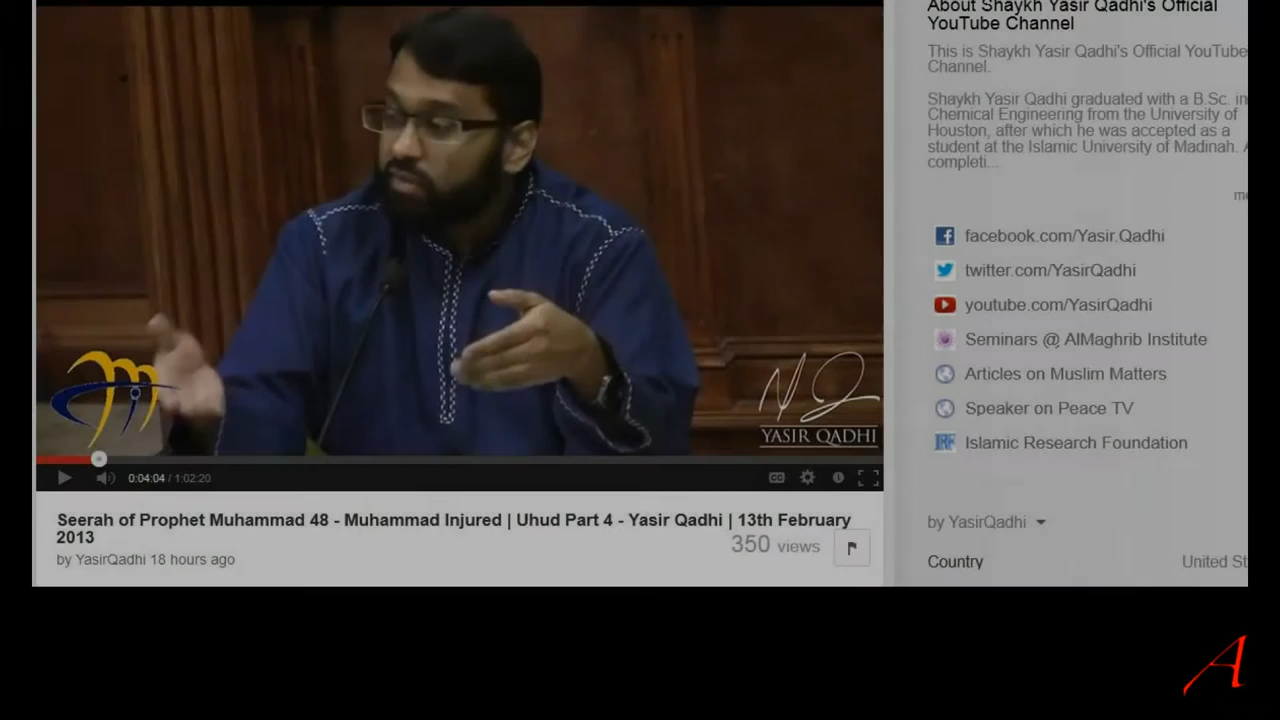 About Shaykh Yasir Qadhi's Official
YouTube Channel
This is Shaykh Yasir Qadhi's Official YouTube
Channel.
Shaykh Yasir Qadhi graduated with a B.Sc. in
Chemical Engineering from the University of
Houston, after which he was accepted as a
student at the Islamic University of Madinah. A
completi...
facebook.com/Yasir.Qadhi
twitter.com/YasirQadhi
youtube.com/YasirQadhi
Seminars @ AlMaghrib Institute
Articles on Muslim Matters
Speaker on Peace TV
IRF Islamic Research Foundation
by YasirQadhi
Country United St
YASIR QADHI
0:04:04 / 1:02:20
CC
Seerah of Prophet Muhammad 48 - Muhammad Injured | Uhud Part 4 - Yasir Qadhi | 13th February
2013
by YasirQadhi 18 hours ago
350 views
A